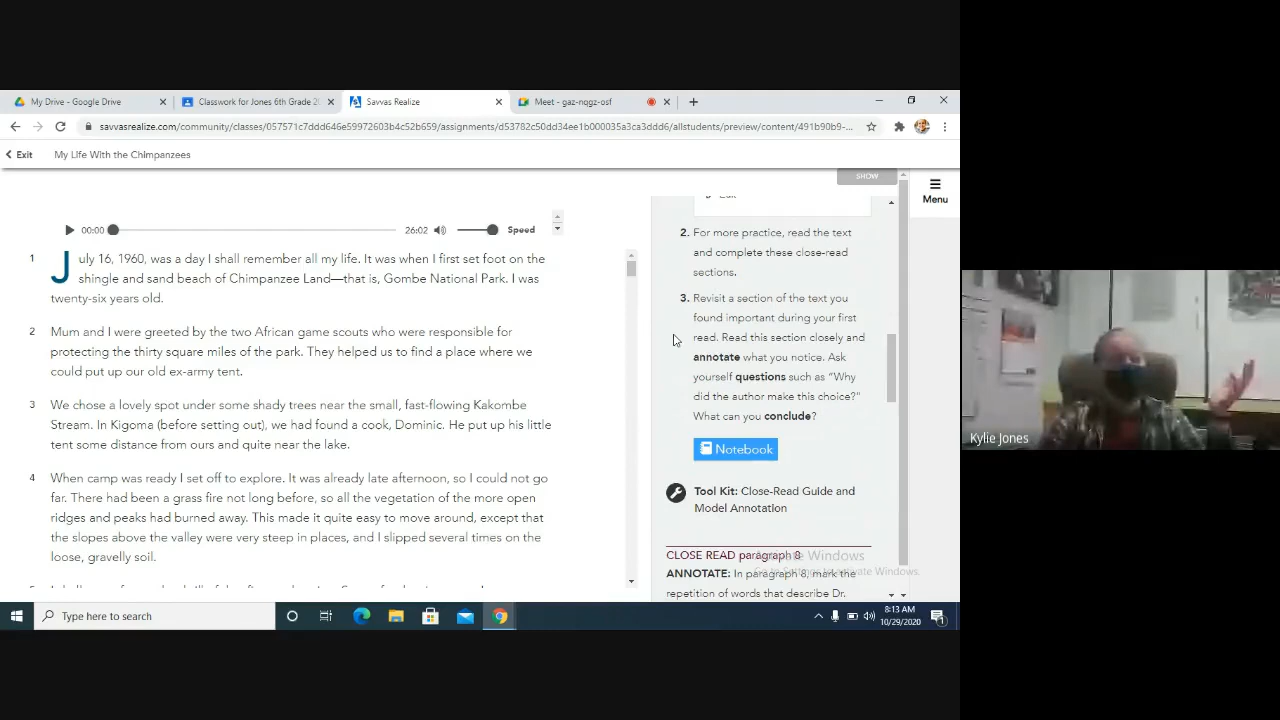 My Drive - Google Drive
Classwork for Jones 6th Grade 20
Savvas Realize
Meet - gaz-nqgz-osf
savvasrealize.com/community/classes/057571c7ddd646e59972603b4c52b659/assignments/d53782c50dd34ee1b000035a3ca3ddd6/allstudents/preview/content/491b90b9-...
Exit
My Life With the Chimpanzees
SHOW
Menu
00:00
26:02
Speed
1
July 16, 1960, was a day I shall remember all my life. It was when I first set foot on the
shingle and sand beach of Chimpanzee Land—that is, Gombe National Park. I was
twenty-six years old.
2
Mum and I were greeted by the two African game scouts who were responsible for
protecting the thirty square miles of the park. They helped us to find a place where we
could put up our old ex-army tent.
3
We chose a lovely spot under some shady trees near the small, fast-flowing Kakombe
Stream. In Kigoma (before setting out), we had found a cook, Dominic. He put up his little
tent some distance from ours and quite near the lake.
4
When camp was ready I set off to explore. It was already late afternoon, so I could not go
far. There had been a grass fire not long before, so all the vegetation of the more open
ridges and peaks had burned away. This made it quite easy to move around, except that
the slopes above the valley were very steep in places, and I slipped several times on the
loose, gravelly soil.
2. For more practice, read the text
and complete these close-read
sections.
3. Revisit a section of the text you
found important during your first
read. Read this section closely and
annotate what you notice. Ask
yourself questions such as "Why
did the author make this choice?"
What can you conclude?
Notebook
Tool Kit: Close-Read Guide and
Model Annotation
CLOSE READ paragraph 8
ANNOTATE: In paragraph 8, mark the
repetition of words that describe Dr.
Activate Windows
Go to Settings to activate Windows.
Kylie Jones
Type here to search
8:13 AM
10/29/2020
1